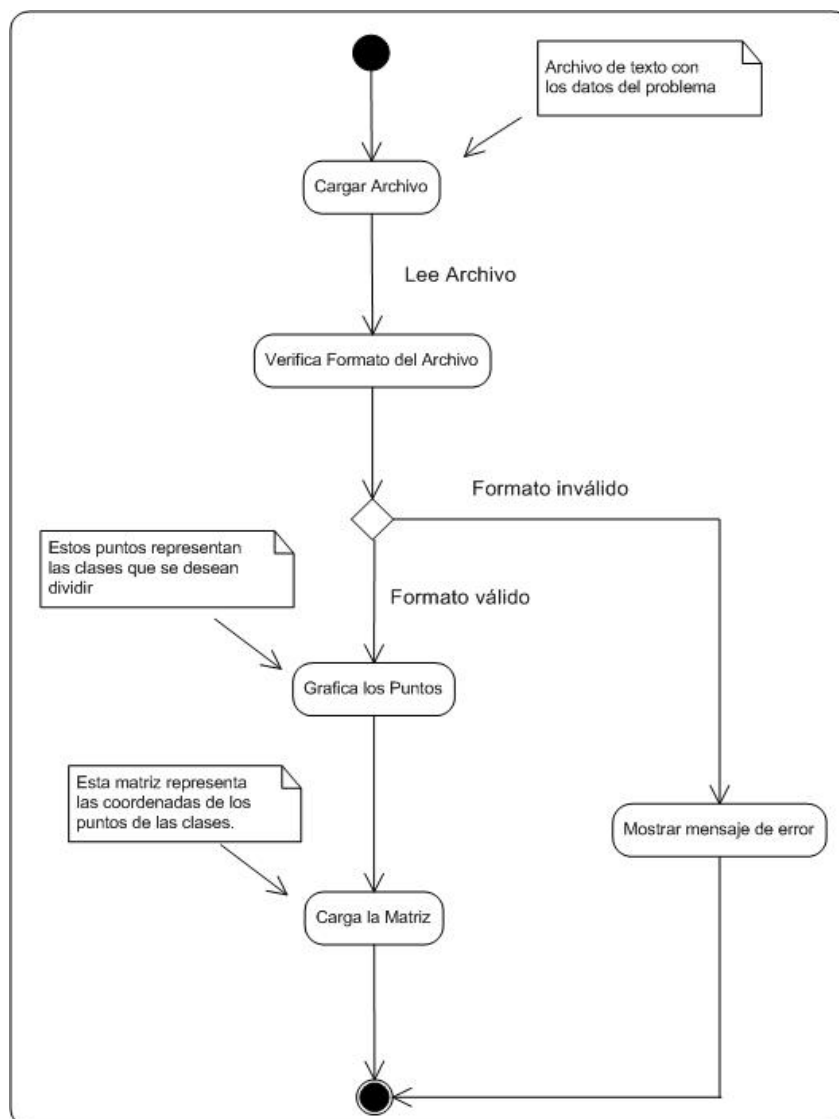 Archivo de texto con
los datos del problema
Cargar Archivo
Lee Archivo
Verifica Formato del Archivo
Formato inválido
Estos puntos representan
las clases que se desean
dividir
Formato válido
Grafica los Puntos
Esta matriz representa
las coordenadas de los
puntos de las clases.
Mostrar mensaje de error
Carga la Matriz